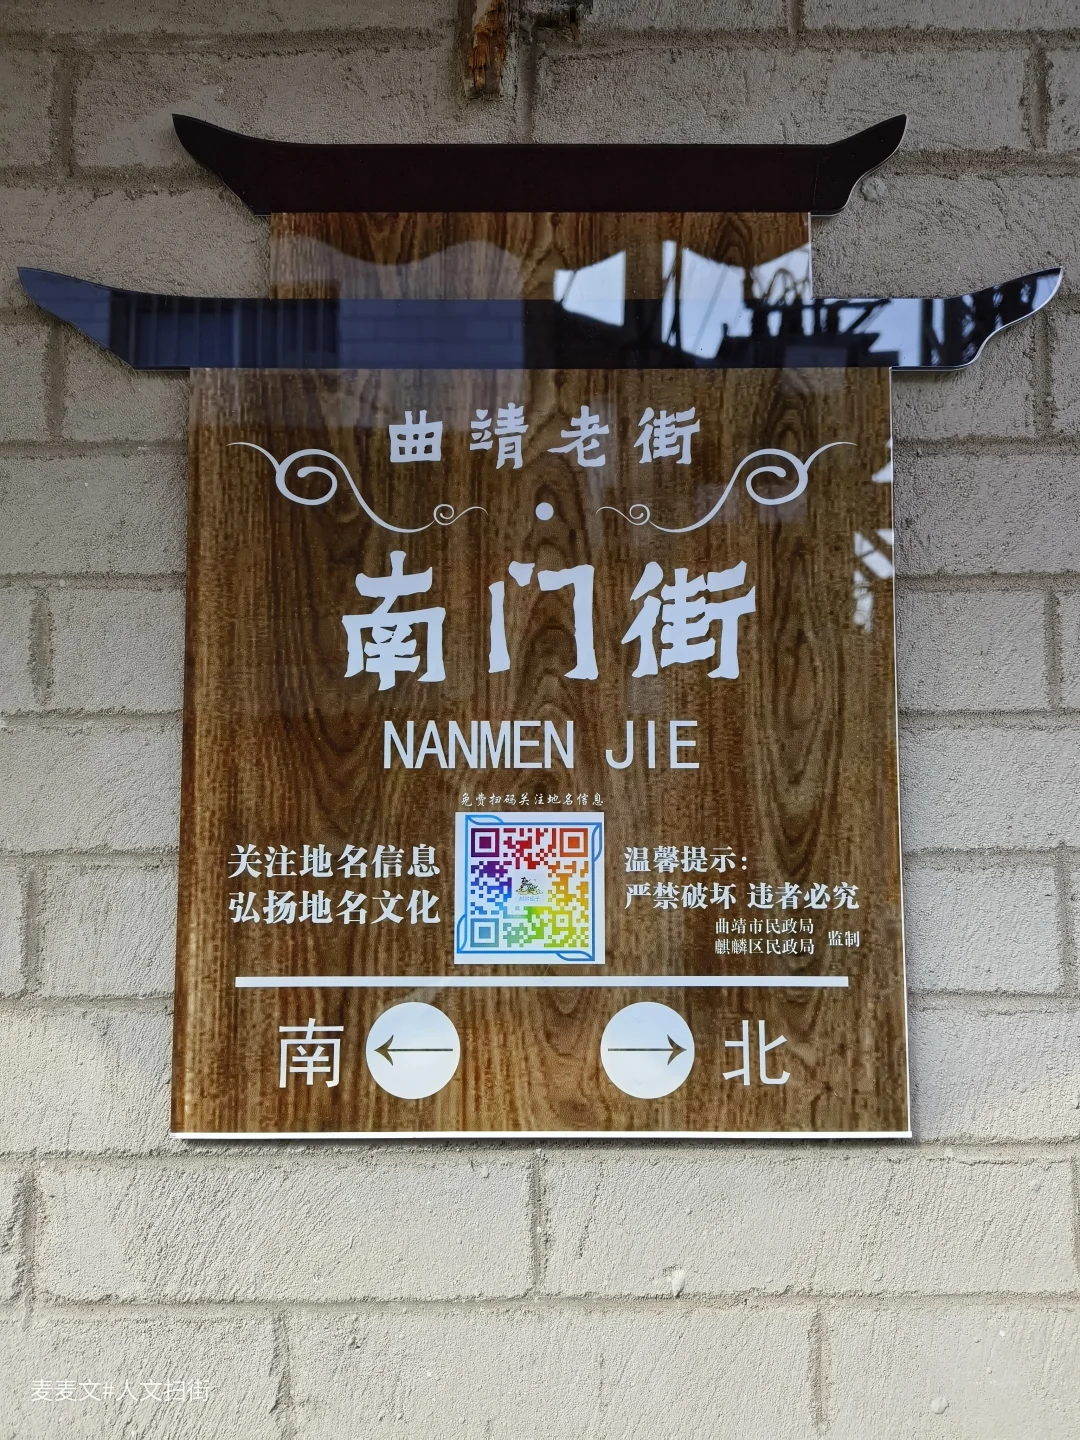 曲靖老街
南门街
NANMEN JIE
免费扫码关注地名信息
关注地名信息
弘扬地名文化
温馨提示：
严禁破坏 违者必究
曲靖市民政局
麒麟区民政局 监制
南 ← → 北
麦麦文#人文扫街